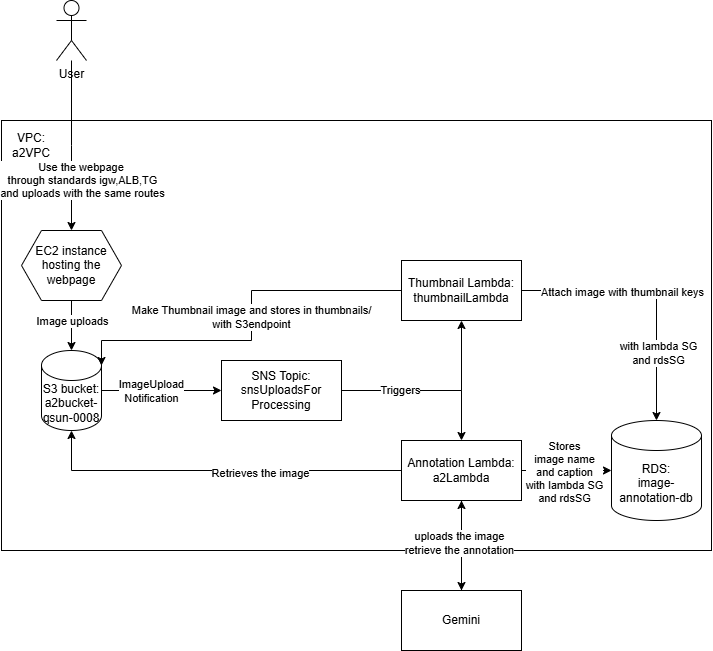 User
VPC:
a2VPC
Use the webpage
through standards igw,ALB,TG
and uploads with the same routes
EC2 instance
hosting the
webpage
Image uploads
S3 bucket:
a2bucket-
qsun-0008
ImageUpload
Notification
SNS Topic:
snsUploadsFor
Processing
Triggers
Thumbnail Lambda:
thumbnailLambda
Make Thumbnail image and stores in thumbnails/
with S3endpoint
Attach image with thumbnail keys
with lambda SG
and rdsSG
Annotation Lambda:
a2Lambda
Retrieves the image
Stores
image name
and caption
with lambda SG
and rdsSG
RDS:
image-
annotation-db
uploads the image
retrieve the annotation
Gemini